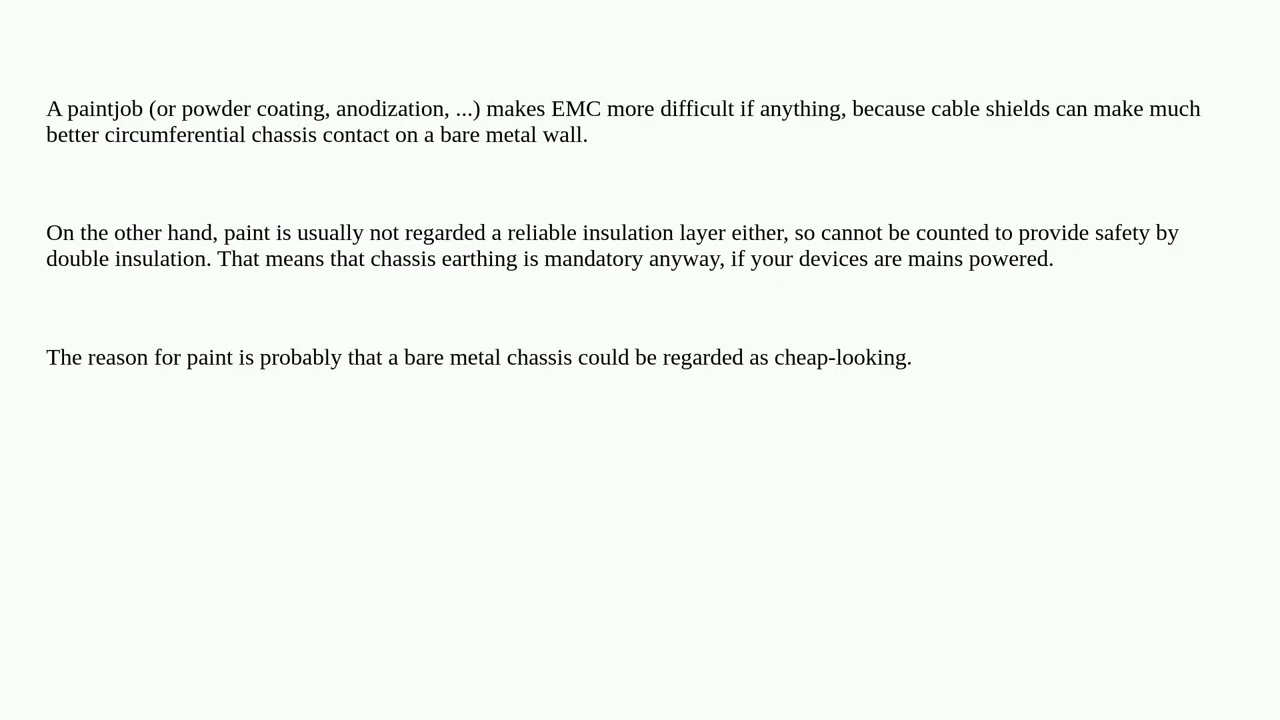 A paintjob (or powder coating, anodization, ...) makes EMC more difficult if anything, because cable shields can make much
better circumferential chassis contact on a bare metal wall.
On the other hand, paint is usually not regarded a reliable insulation layer either, so cannot be counted to provide safety by
double insulation. That means that chassis earthing is mandatory anyway, if your devices are mains powered.
The reason for paint is probably that a bare metal chassis could be regarded as cheap-looking.